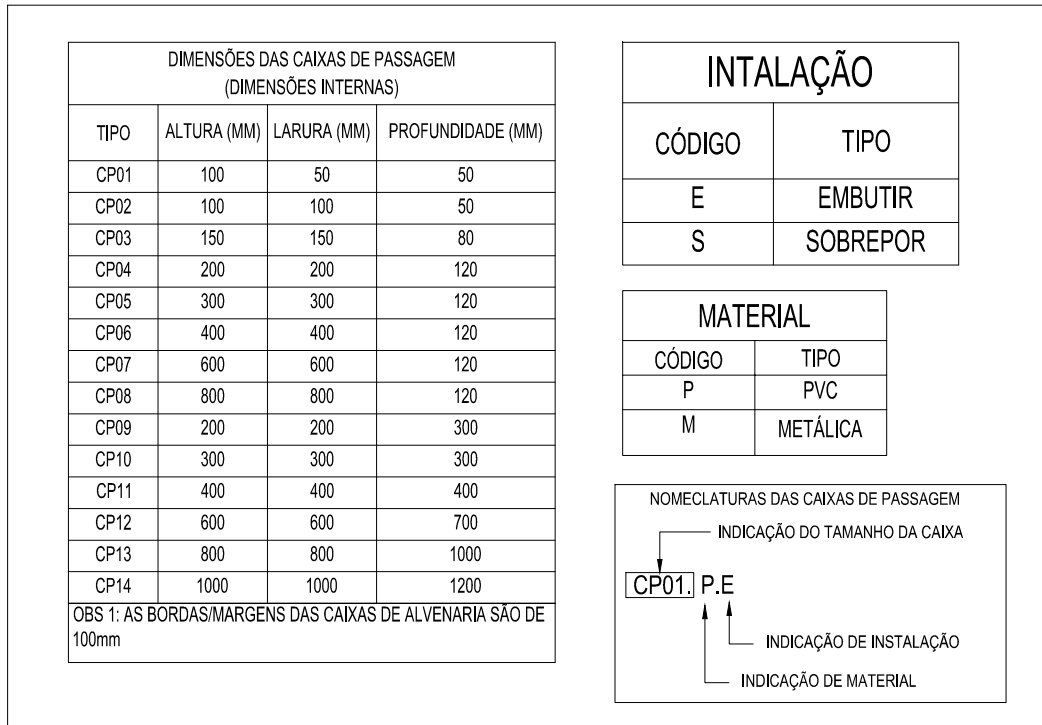 DIMENSÕES DAS CAIXAS DE PASSAGEM
(DIMENSÕES INTERNAS)
TIPO ALTURA (MM) LARURA (MM) PROFUNDIDADE (MM)
CP01 100 50 50
CP02 100 100 50
CP03 150 150 80
CP04 200 200 120
CP05 300 300 120
CP06 400 400 120
CP07 600 600 120
CP08 800 800 120
CP09 200 200 300
CP10 300 300 300
CP11 400 400 400
CP12 600 600 700
CP13 800 800 1000
CP14 1000 1000 1200
OBS 1: AS BORDAS/MARGENS DAS CAIXAS DE ALVENARIA SÃO DE
100mm
INTALAÇÃO
CÓDIGO TIPO
E EMBUTIR
S SOBREPOR
MATERIAL
CÓDIGO TIPO
P PVC
M METÁLICA
NOMECLATURAS DAS CAIXAS DE PASSAGEM
INDICAÇÃO DO TAMANHO DA CAIXA
CP01. P.E
INDICAÇÃO DE INSTALAÇÃO
INDICAÇÃO DE MATERIAL